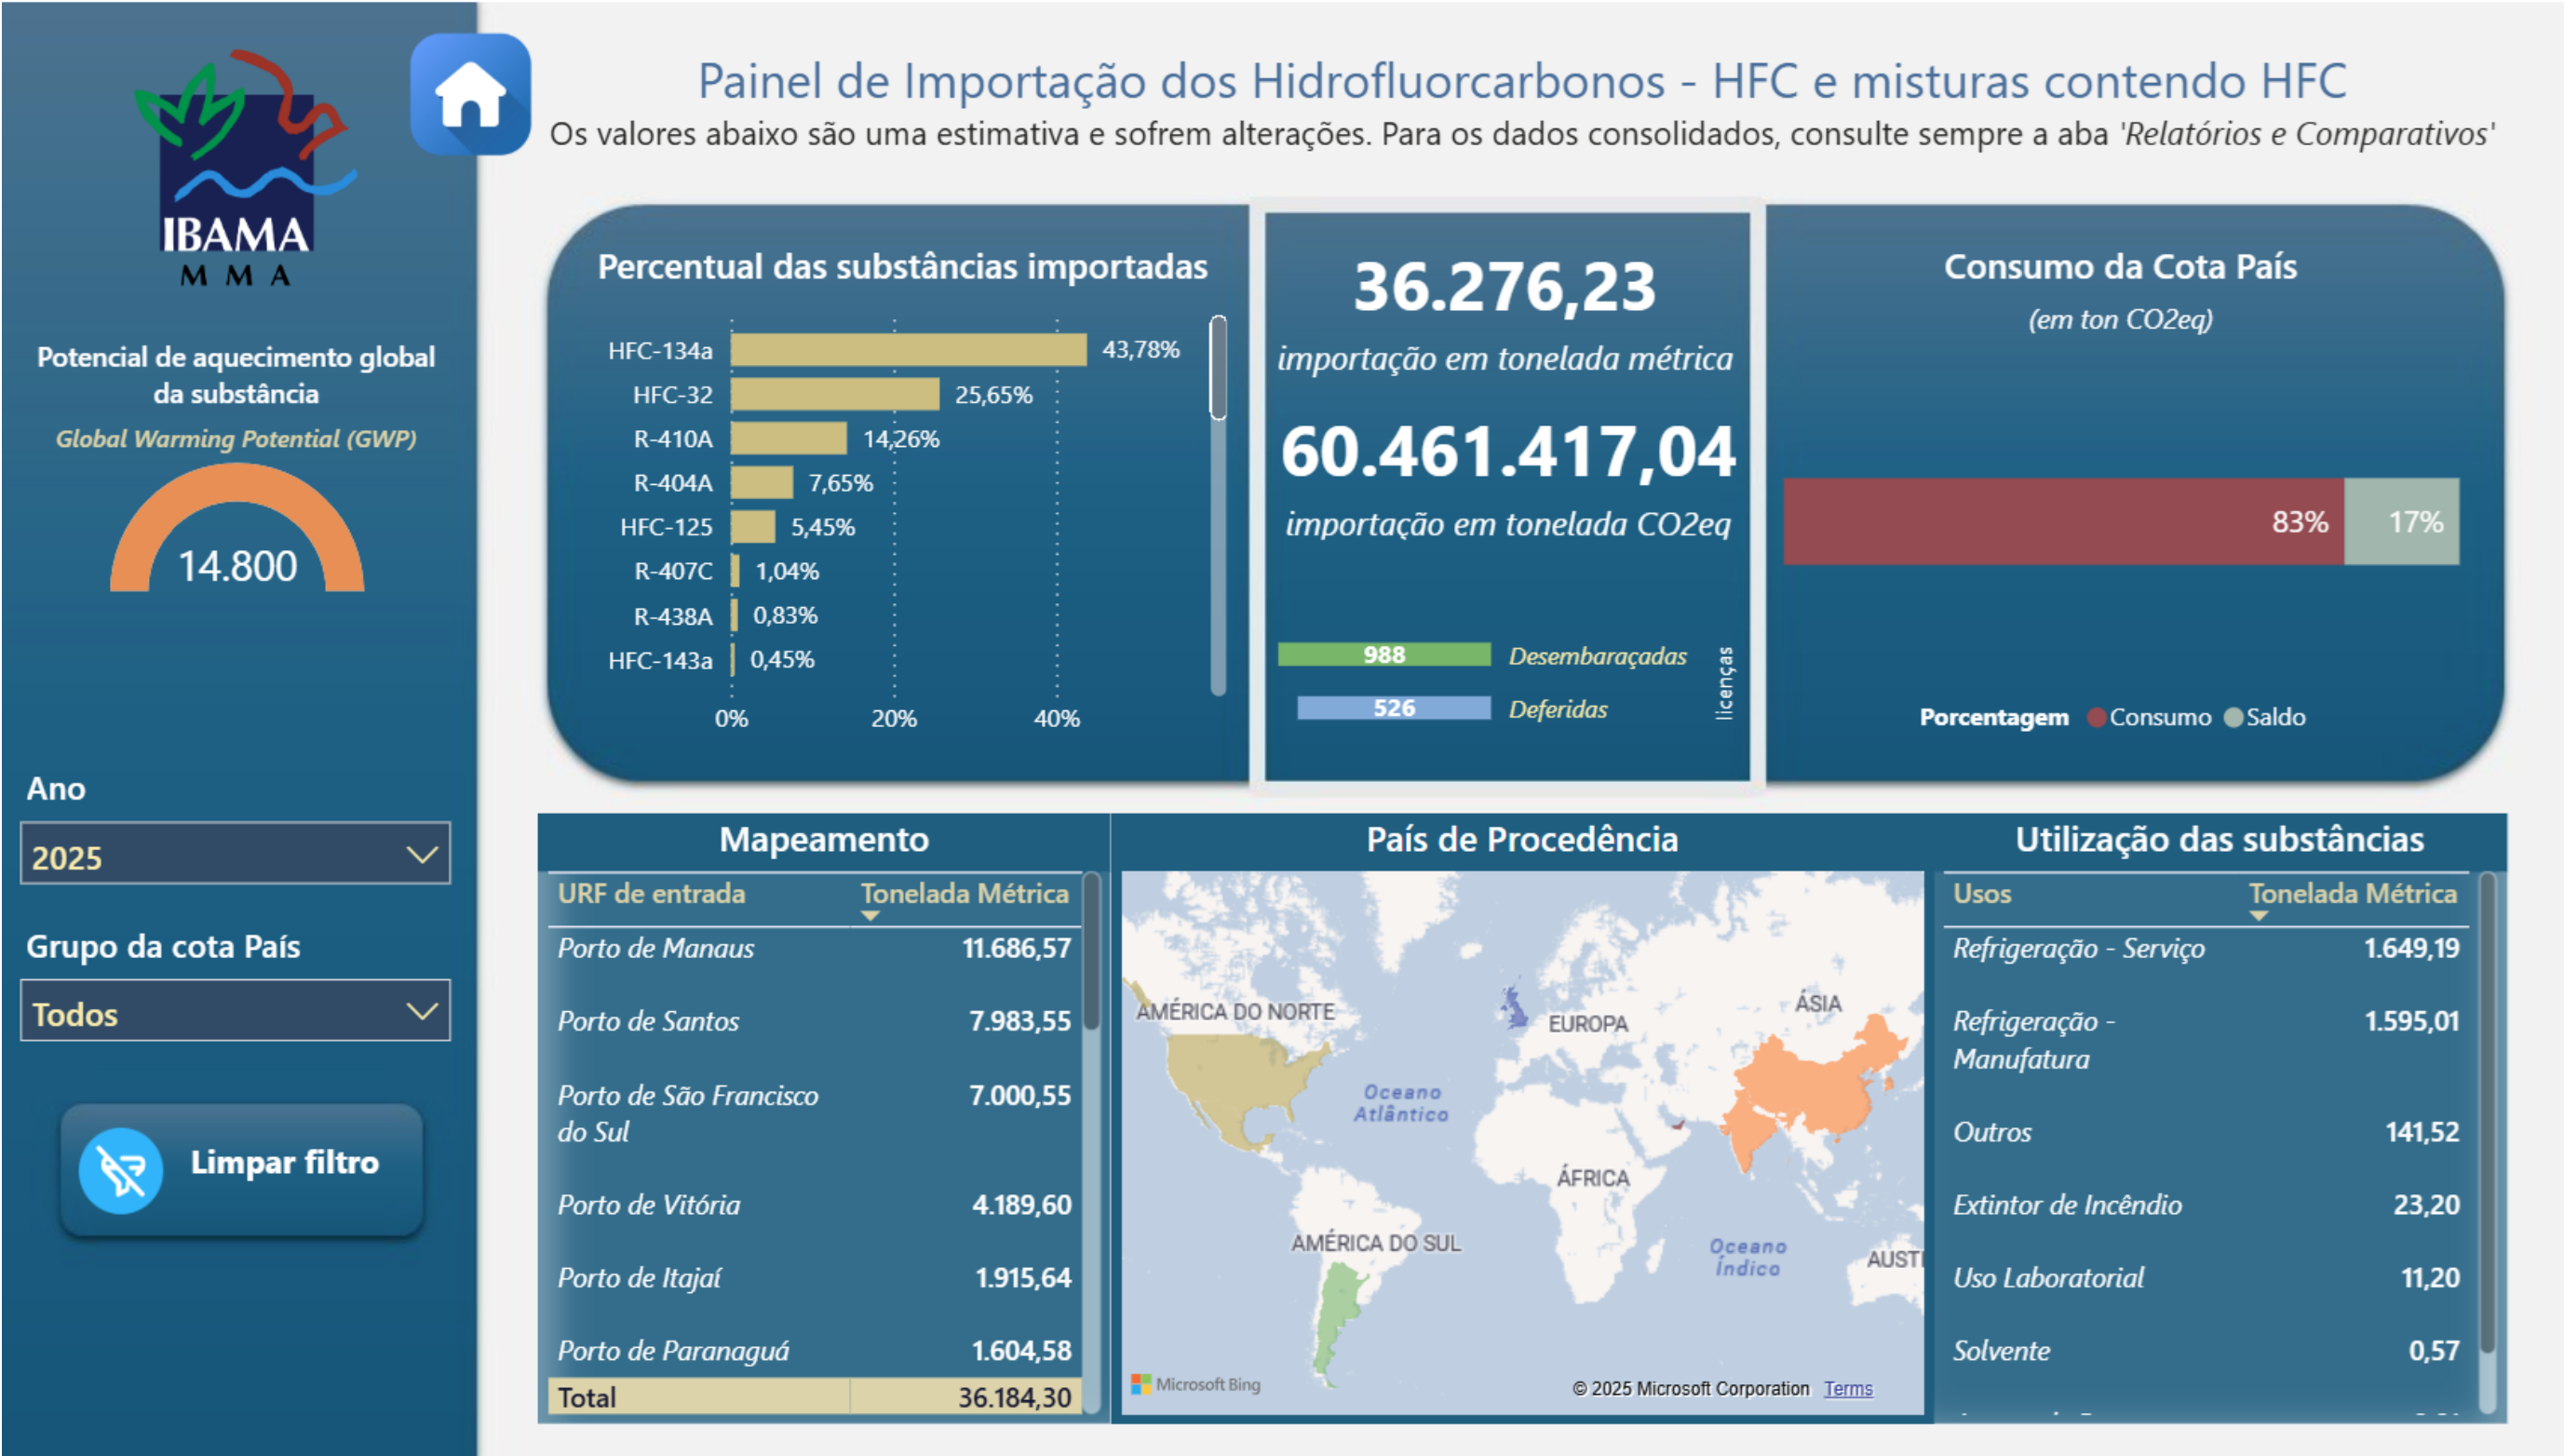 IBAMA
M M A
Potencial de aquecimento global
da substância
Global Warming Potential (GWP)
14.800
Ano
2025
Grupo da cota País
Todos
Limpar filtro
Painel de Importação dos Hidrofluorcarbonos - HFC e misturas contendo HFC
Os valores abaixo são uma estimativa e sofrem alterações. Para os dados consolidados, consulte sempre a aba 'Relatórios e Comparativos'
Percentual das substâncias importadas
HFC-134a 43,78%
HFC-32 25,65%
R-410A 14,26%
R-404A 7,65%
HFC-125 5,45%
R-407C 1,04%
R-438A 0,83%
HFC-143a 0,45%
0% 20% 40%
36.276,23
importação em tonelada métrica
60.461.417,04
importação em tonelada CO2eq
988 Desembaraçadas
526 Deferidas
licenças
Consumo da Cota País
(em ton CO2eq)
83% 17%
Porcentagem Consumo Saldo
Mapeamento
URF de entrada Tonelada Métrica
Porto de Manaus 11.686,57
Porto de Santos 7.983,55
Porto de São Francisco 7.000,55
do Sul
Porto de Vitória 4.189,60
Porto de Itajaí 1.915,64
Porto de Paranaguá 1.604,58
Total 36.184,30
País de Procedência
AMÉRICA DO NORTE
EUROPA
ÁSIA
Oceano
Atlântico
ÁFRICA
AMÉRICA DO SUL
Oceano
Índico
AUSTI
Microsoft Bing
© 2025 Microsoft Corporation Terms
Utilização das substâncias
Usos Tonelada Métrica
Refrigeração - Serviço 1.649,19
Refrigeração - 1.595,01
Manufatura
Outros 141,52
Extintor de Incêndio 23,20
Uso Laboratorial 11,20
Solvente 0,57